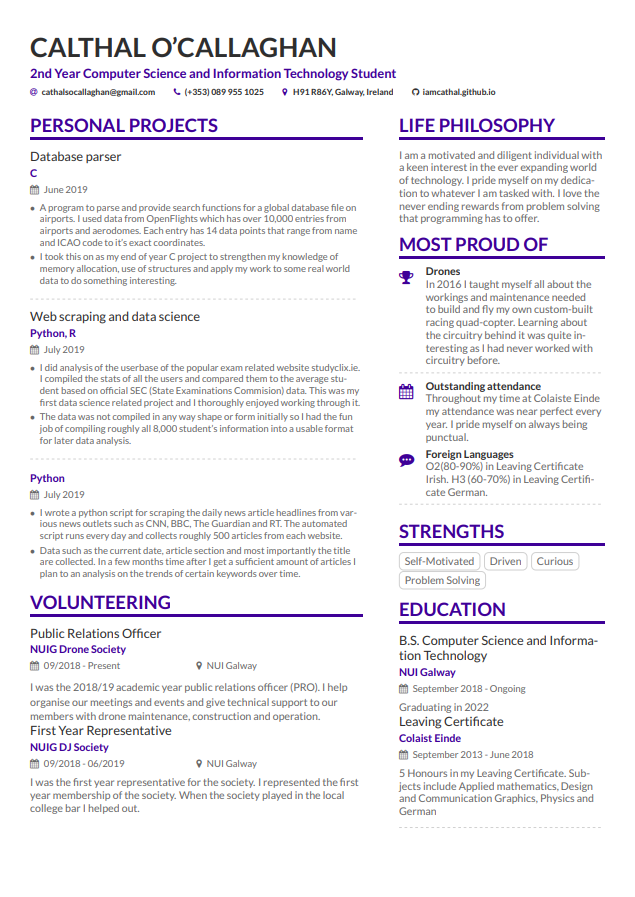 CALTHAL O'CALLAGHAN
2nd Year Computer Science and Information Technology Student
cathalsocallaghan@gmail.com (+353) 089 955 1025 H91 R86Y, Galway, Ireland iamcathal.github.io
PERSONAL PROJECTS
Database parser
C
June 2019
• A program to parse and provide search functions for a global database file on
airports. I used data from OpenFlights which has over 10,000 entries from
airports and aerodomes. Each entry has 14 data points that range from name
and ICAO code to it's exact coordinates.
• I took this on as my end of year C project to strengthen my knowledge of
memory allocation, use of structures and apply my work to some real world
data to do something interesting.
Web scraping and data science
Python, R
July 2019
• I did analysis of the userbase of the popular exam related website studyclix.ie.
I compiled the stats of all the users and compared them to the average stu-
dent based on official SEC (State Examinations Commision) data. This was my
first data science related project and I thoroughly enjoyed working through it.
• The data was not compiled in any way shape or form initially so I had the fun
job of compiling roughly all 8,000 student's information into a usable format
for later data analysis.
Python
July 2019
• I wrote a python script for scraping the daily news article headlines from var-
ious news outlets such as CNN, BBC, The Guardian and RT. The automated
script runs every day and collects roughly 500 articles from each website.
• Data such as the current date, article section and most importantly the title
are collected. In a few months time after I get a sufficient amount of articles I
plan to an analysis on the trends of certain keywords over time.
VOLUNTEERING
Public Relations Officer
NUIG Drone Society
09/2018 - Present NUI Galway
I was the 2018/19 academic year public relations officer (PRO). I help
organise our meetings and events and give technical support to our
members with drone maintenance, construction and operation.
First Year Representative
NUIG DJ Society
09/2018 - 06/2019 NUI Galway
I was the first year representative for the society. I represented the first
year membership of the society. When the society played in the local
college bar I helped out.
LIFE PHILOSOPHY
I am a motivated and diligent individual with
a keen interest in the ever expanding world
of technology. I pride myself on my dedica-
tion to whatever I am tasked with. I love the
never ending rewards from problem solving
that programming has to offer.
MOST PROUD OF
Drones
In 2016 I taught myself all about the
workings and maintenance needed
to build and fly my own custom-built
racing quad-copter. Learning about
the circuitry behind it was quite in-
teresting as I had never worked with
circuitry before.
Outstanding attendance
Throughout my time at Colaiste Einde
my attendance was near perfect every
year. I pride myself on always being
punctual.
Foreign Languages
O2(80-90%) in Leaving Certificate
Irish. H3 (60-70%) in Leaving Certifi-
cate German.
STRENGTHS
Self-Motivated Driven Curious
Problem Solving
EDUCATION
B.S. Computer Science and Informa-
tion Technology
NUI Galway
September 2018 - Ongoing
Graduating in 2022
Leaving Certificate
Colaist Einde
September 2013 - June 2018
5 Honours in my Leaving Certificate. Sub-
jects include Applied mathematics, Design
and Communication Graphics, Physics and
German